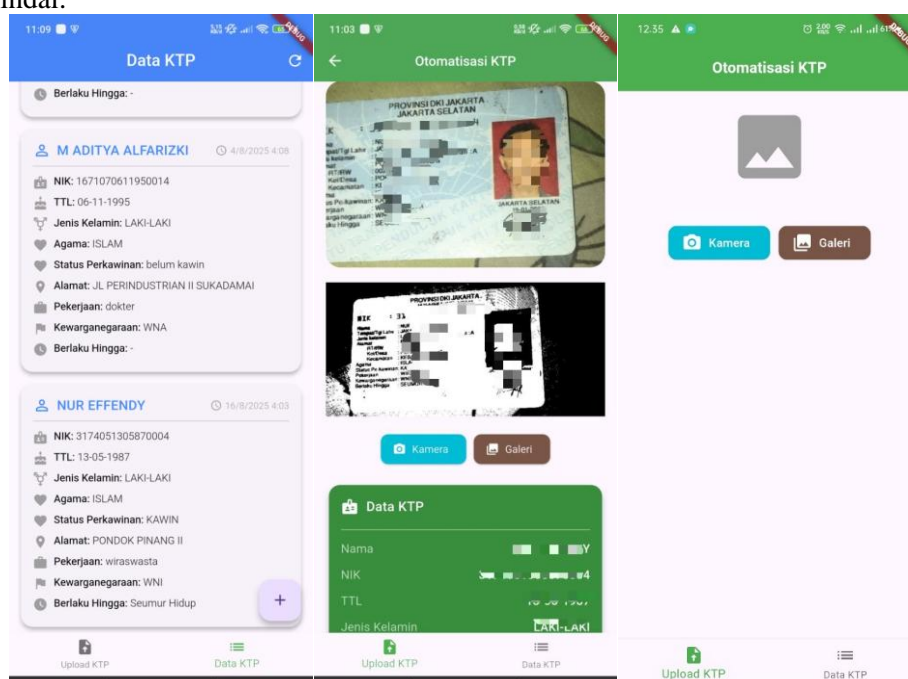 ndar.
11:09
DEBUG
Data KTP
Berlaku Hingga: -
M ADITYA ALFARIZKI 4/8/2025 4:08
NIK: 1671070611950014
TTL: 06-11-1995
Jenis Kelamin: LAKI-LAKI
Agama: ISLAM
Status Perkawinan: belum kawin
Alamat: JL PERINDUSTRIAN II SUKADAMAI
Pekerjaan: dokter
Kewarganegaraan: WNA
Berlaku Hingga: -
NUR EFFENDY 16/8/2025 4:03
NIK: 3174051305870004
TTL: 13-05-1987
Jenis Kelamin: LAKI-LAKI
Agama: ISLAM
Status Perkawinan: KAWIN
Alamat: PONDOK PINANG II
Pekerjaan: wiraswasta
Kewarganegaraan: WNI
Berlaku Hingga: Seumur Hidup
+
Upload KTP Data KTP
11:03
DEBUG
Otomatisasi KTP
PROVINSI DKI JAKARTA
JAKARTA SELATAN
JAKARTA SELATAN
PROVINSI DKI JAKARTA
NIK : 31
Kamera Galeri
Data KTP
Nama Y
NIK 4
TTL
Jenis Kelamin LAKI-LAKI
Upload KTP Data KTP
12.35
Otomatisasi KTP
Kamera Galeri
Upload KTP Data KTP